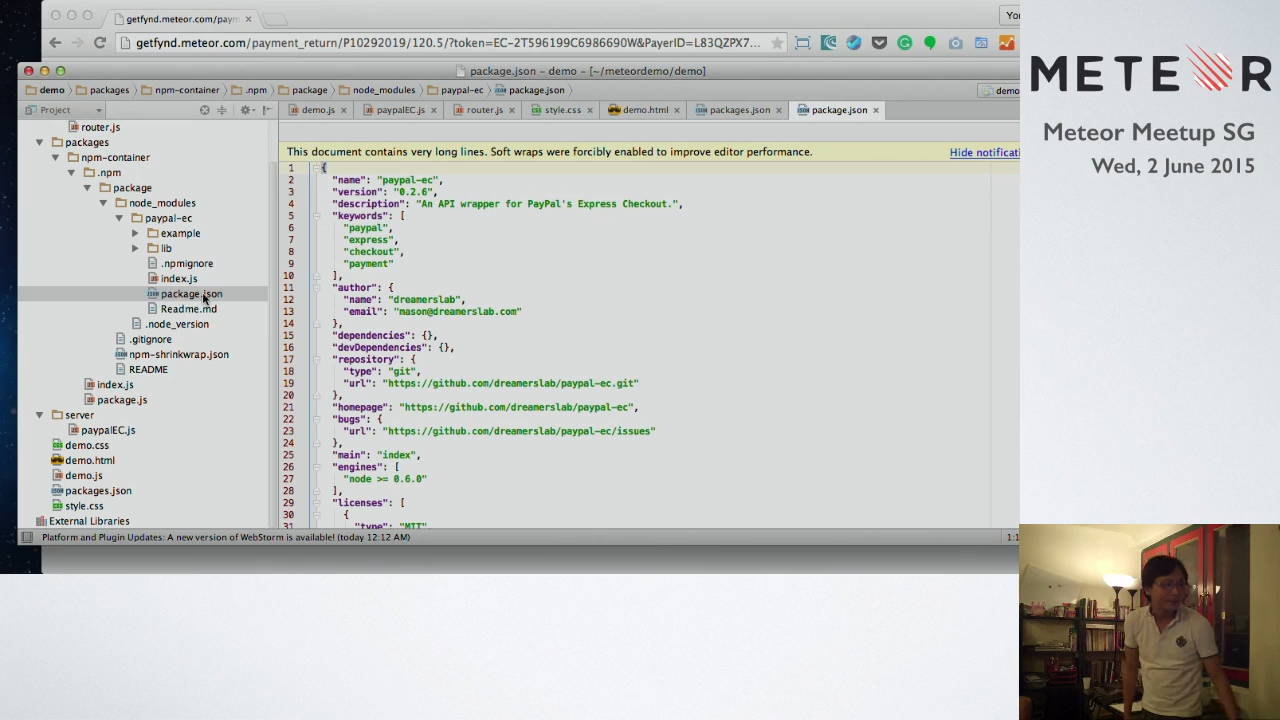 getfynd.meteor.com/paym
You
getfynd.meteor.com/payment_return/P10292019/120.5/?token=EC-2T596199C6986690W&PayerID=L83QZPX7...
package.json - demo - [~/meteordemo/demo]
demo packages npm-container .npm package node_modules paypal-ec package.json
demo
Project
demo.js paypalEC.js router.js style.css demo.html packages.json package.json
router.js
packages
npm-container
.npm
package
node_modules
paypal-ec
example
lib
.npmignore
index.js
package.json
Readme.md
.node_version
.gitignore
npm-shrinkwrap.json
README
index.js
package.js
server
paypalEC.js
demo.css
demo.html
demo.js
packages.json
style.css
External Libraries
This document contains very long lines. Soft wraps were forcibly enabled to improve editor performance.
Hide notificati
1 {
2 "name": "paypal-ec",
3 "version": "0.2.6",
4 "description": "An API wrapper for PayPal's Express Checkout.",
5 "keywords": [
6 "paypal",
7 "express",
8 "checkout",
9 "payment"
10 ],
11 "author": {
12 "name": "dreamerslab",
13 "email": "mason@dreamerslab.com"
14 },
15 "dependencies": {},
16 "devDependencies": {},
17 "repository": {
18 "type": "git",
19 "url": "https://github.com/dreamerslab/paypal-ec.git"
20 },
21 "homepage": "https://github.com/dreamerslab/paypal-ec",
22 "bugs": {
23 "url": "https://github.com/dreamerslab/paypal-ec/issues"
24 },
25 "main": "index",
26 "engines": [
27 "node >= 0.6.0"
28 ],
29 "licenses": [
30 {
31 "type": "MIT",
Platform and Plugin Updates: A new version of WebStorm is available! (today 12:12 AM)
1:1
METEOR
Meteor Meetup SG
Wed, 2 June 2015